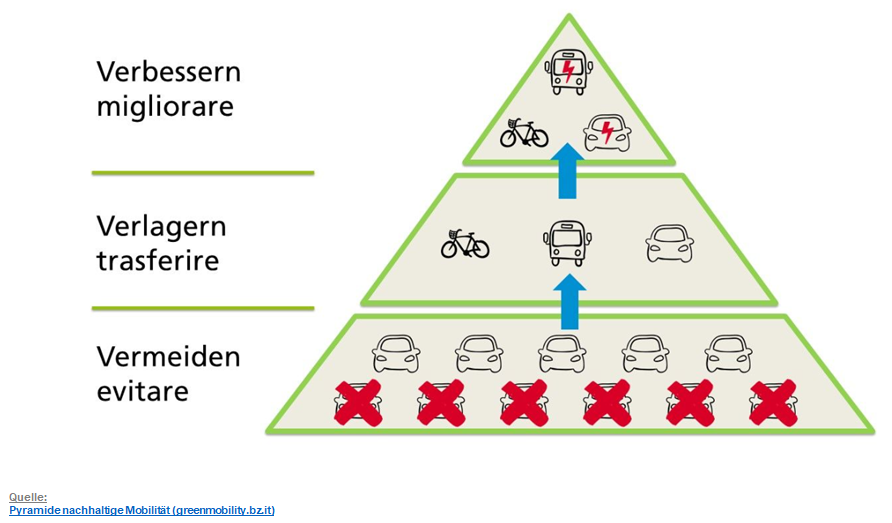 Verbessern
migliorare
Verlagern
trasferire
Vermeiden
evitare
Quelle:
Pyramide nachhaltige Mobilität (greenmobility.bz.it)